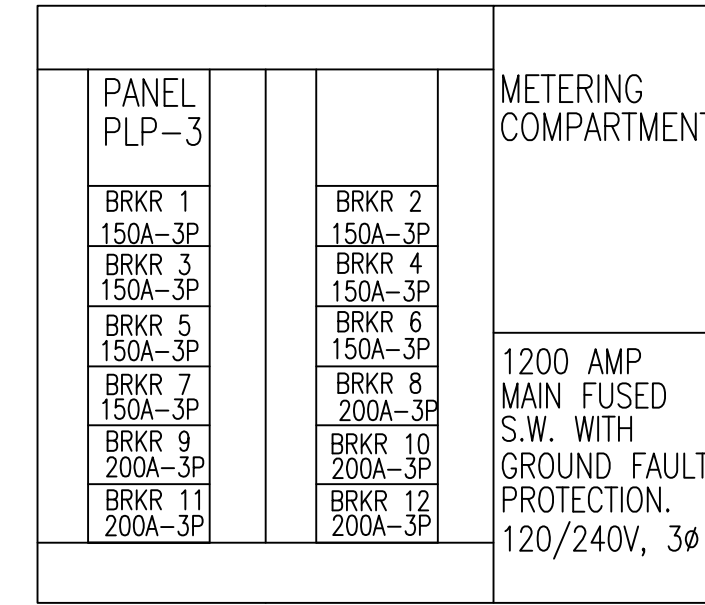 PANEL
PLP-3
BRKR 1
150A-3P
BRKR 3
150A-3P
BRKR 5
150A-3P
BRKR 7
150A-3P
BRKR 9
200A-3P
BRKR 11
200A-3P
BRKR 2
150A-3P
BRKR 4
150A-3P
BRKR 6
150A-3P
BRKR 8
200A-3P
BRKR 10
200A-3P
BRKR 12
200A-3P
METERING
COMPARTMENT
1200 AMP
MAIN FUSED
S.W. WITH
GROUND FAULT
PROTECTION.
120/240V, 3ø